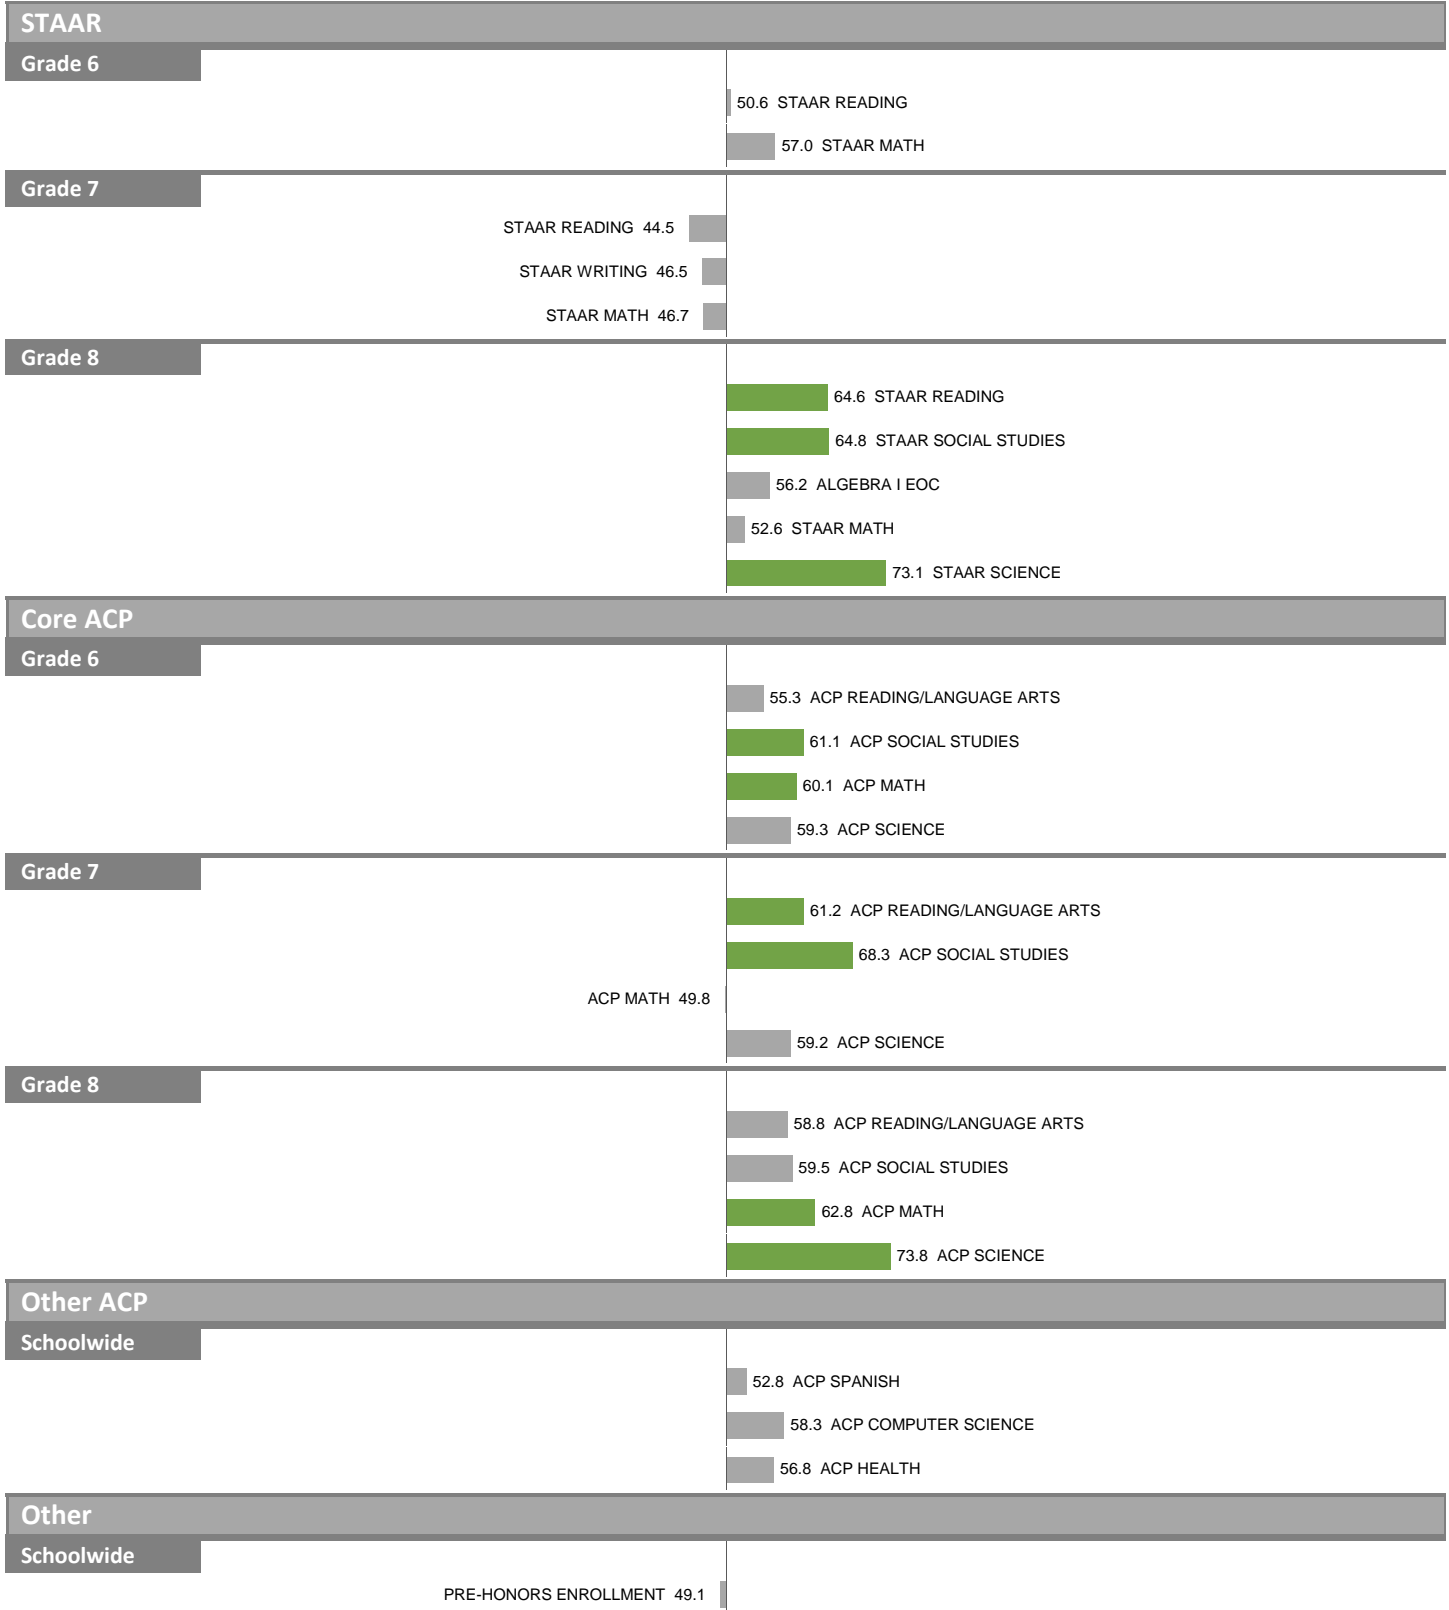 STAAR
Grade 6
50.6 STAAR READING
57.0 STAAR MATH
Grade 7
STAAR READING 44.5
STAAR WRITING 46.5
STAAR MATH 46.7
Grade 8
64.6 STAAR READING
64.8 STAAR SOCIAL STUDIES
56.2 ALGEBRA I EOC
52.6 STAAR MATH
73.1 STAAR SCIENCE
Core ACP
Grade 6
55.3 ACP READING/LANGUAGE ARTS
61.1 ACP SOCIAL STUDIES
60.1 ACP MATH
59.3 ACP SCIENCE
Grade 7
61.2 ACP READING/LANGUAGE ARTS
68.3 ACP SOCIAL STUDIES
ACP MATH 49.8
59.2 ACP SCIENCE
Grade 8
58.8 ACP READING/LANGUAGE ARTS
59.5 ACP SOCIAL STUDIES
62.8 ACP MATH
73.8 ACP SCIENCE
Other ACP
Schoolwide
52.8 ACP SPANISH
58.3 ACP COMPUTER SCIENCE
56.8 ACP HEALTH
Other
Schoolwide
PRE-HONORS ENROLLMENT 49.1